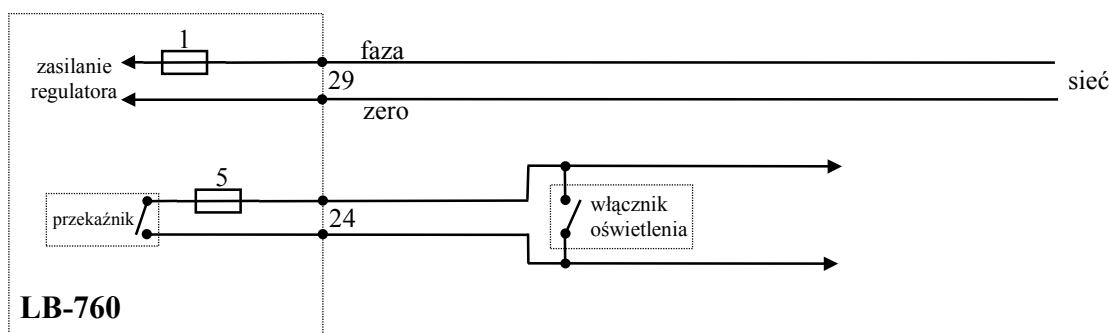 1
faza
zasilanie
regulatora
29
sieć
zero
5
przekaźnik
24
włącznik
oświetlenia
LB-760